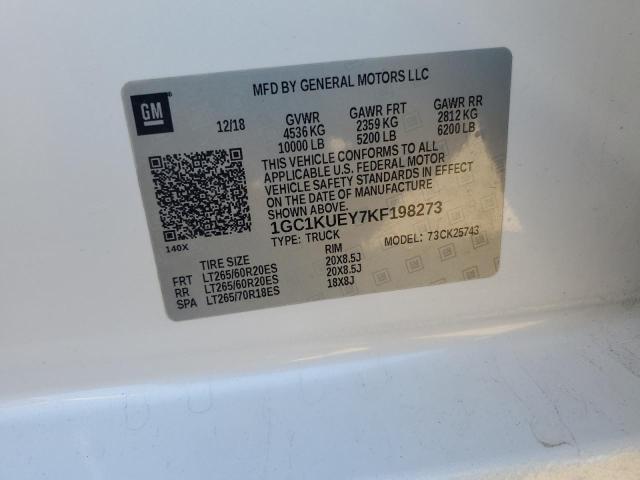 MFD BY GENERAL MOTORS LLC
GM
12/18 GVWR GAWR FRT GAWR RR
4536 KG 2359 KG 2812 KG
10000 LB 5200 LB 6200 LB
THIS VEHICLE CONFORMS TO ALL
APPLICABLE U.S. FEDERAL MOTOR
VEHICLE SAFETY STANDARDS IN EFFECT
ON THE DATE OF MANUFACTURE
SHOWN ABOVE.
1GC1KUEY7KF198273
140X
TYPE: TRUCK MODEL: 73CK25743
TIRE SIZE RIM
FRT LT265/60R20ES 20X8.5J
RR LT265/60R20ES 20X8.5J
SPA LT265/70R18ES 18X8J